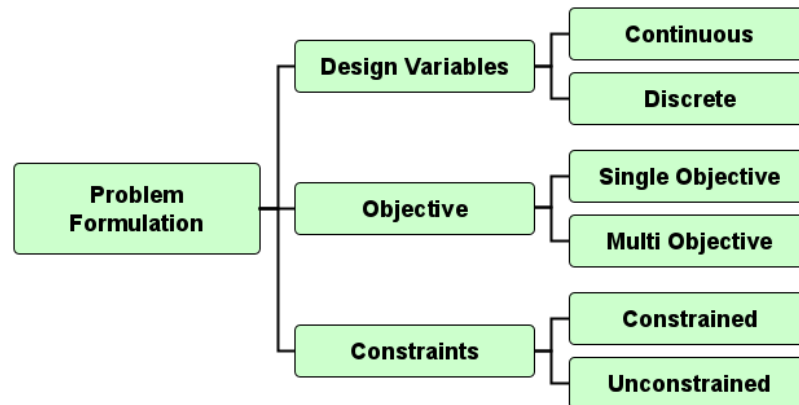 Problem
Formulation
Design Variables
Continuous
Discrete
Objective
Single Objective
Multi Objective
Constraints
Constrained
Unconstrained